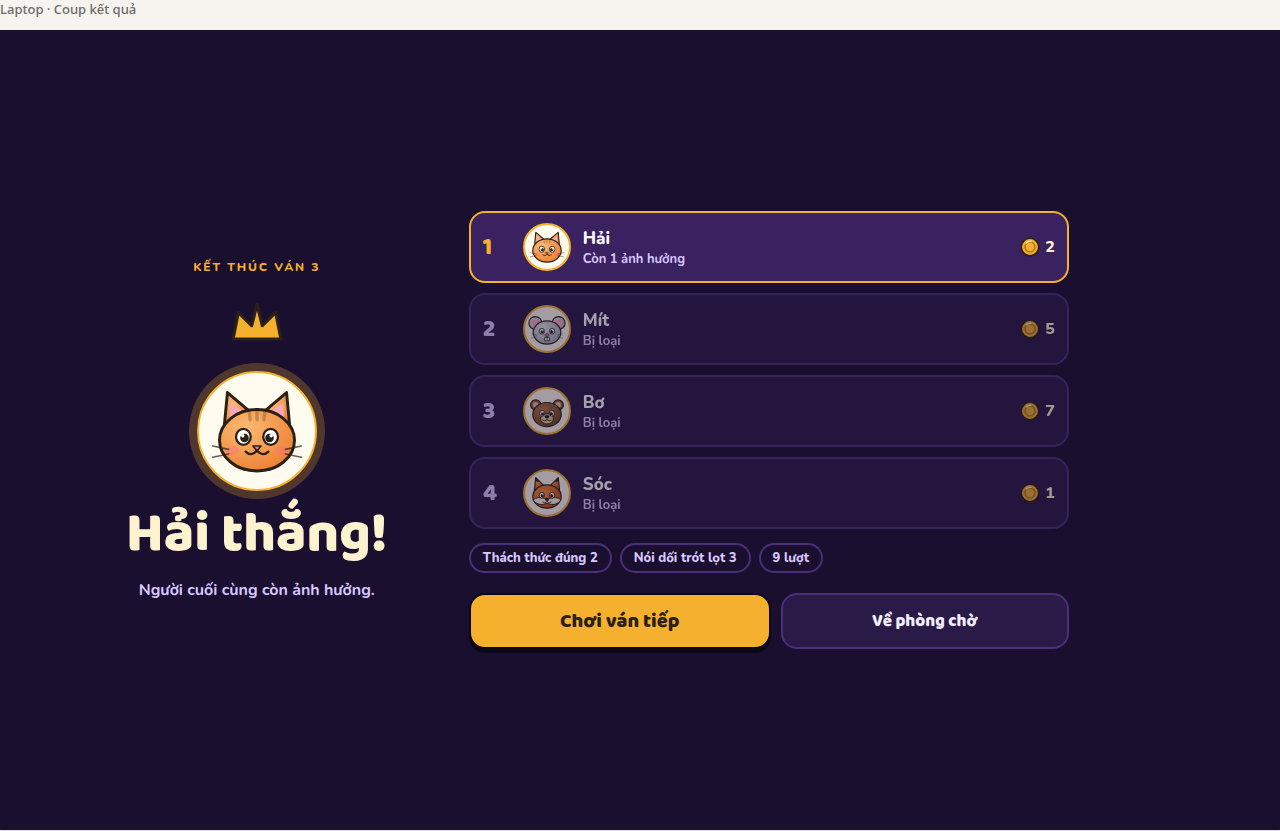 Laptop · Coup kết quả
KẾT THÚC VÁN 3
Hải thắng!
Người cuối cùng còn ảnh hưởng.
1
Hải
Còn 1 ảnh hưởng
2
2
Mít
Bị loại
5
3
Bơ
Bị loại
7
4
Sóc
Bị loại
1
Thách thức đúng 2
Nói dối trót lọt 3
9 lượt
Chơi ván tiếp
Về phòng chờ